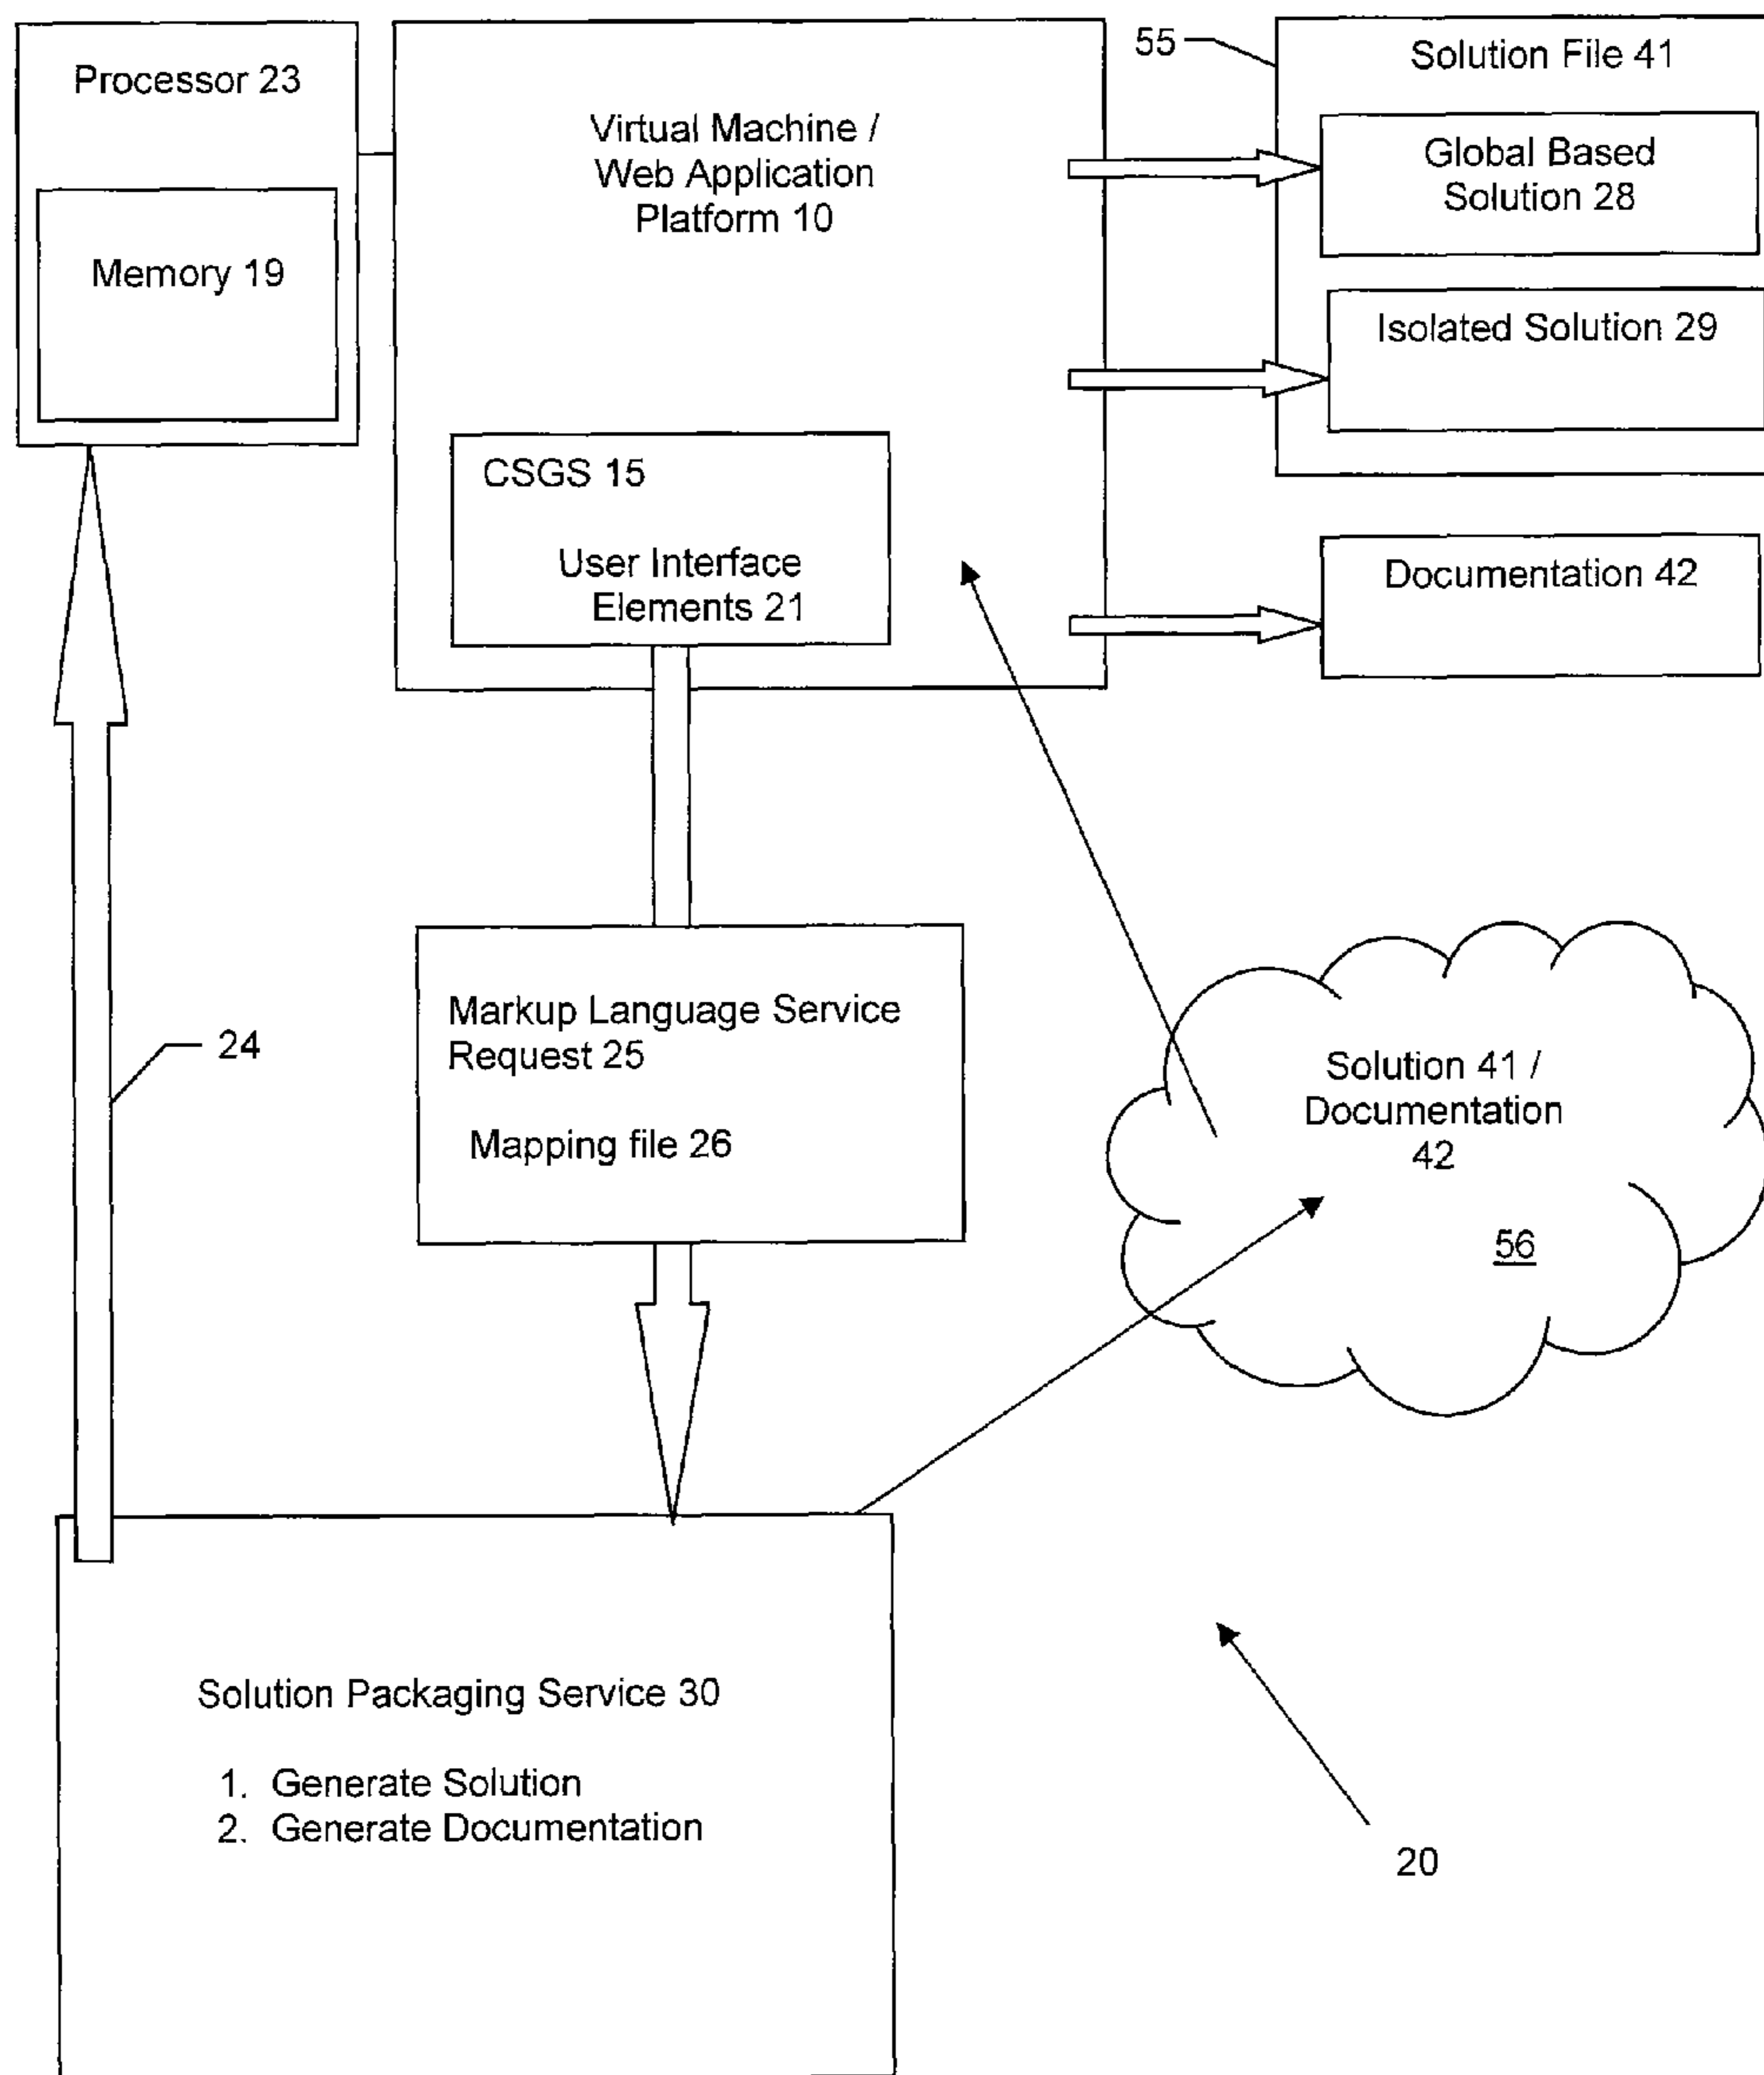 Processor 23
Memory 19
Virtual Machine /
Web Application
Platform 10
CSGS 15
User Interface
Elements 21
55
Solution File 41
Global Based
Solution 28
Isolated Solution 29
Documentation 42
24
Markup Language Service
Request 25
Mapping file 26
Solution 41 /
Documentation
42
56
Solution Packaging Service 30
1. Generate Solution
2. Generate Documentation
20